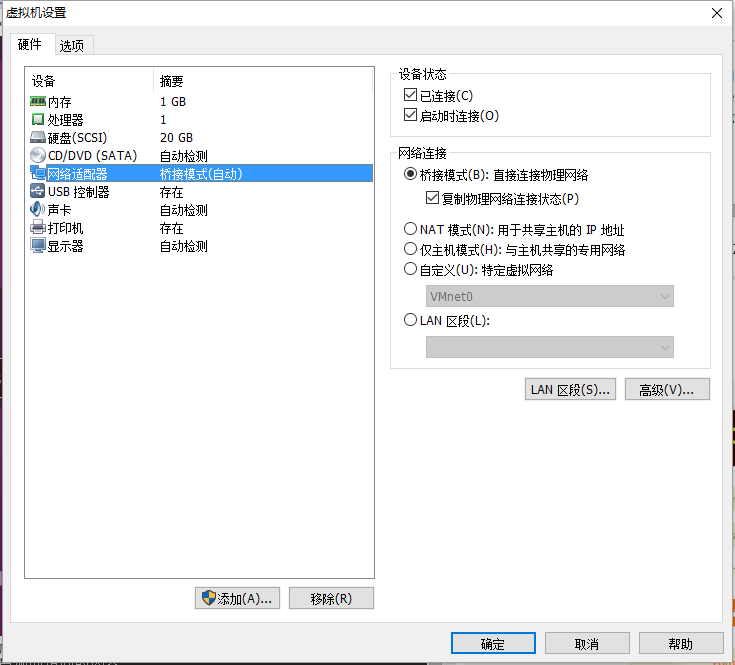 虚拟机设置
硬件 选项
设备 摘要
内存 1 GB
处理器 1
硬盘(SCSI) 20 GB
CD/DVD (SATA) 自动检测
网络适配器 桥接模式(自动)
USB 控制器 存在
声卡 自动检测
打印机 存在
显示器 自动检测
添加(A)... 移除(R)
设备状态
已连接(C)
启动时连接(O)
网络连接
桥接模式(B): 直接连接物理网络
复制物理网络连接状态(P)
NAT 模式(N): 用于共享主机的 IP 地址
仅主机模式(H): 与主机共享的专用网络
自定义(U): 特定虚拟网络
VMnet0
LAN 区段(L):
LAN 区段(S)... 高级(V)...
确定 取消 帮助